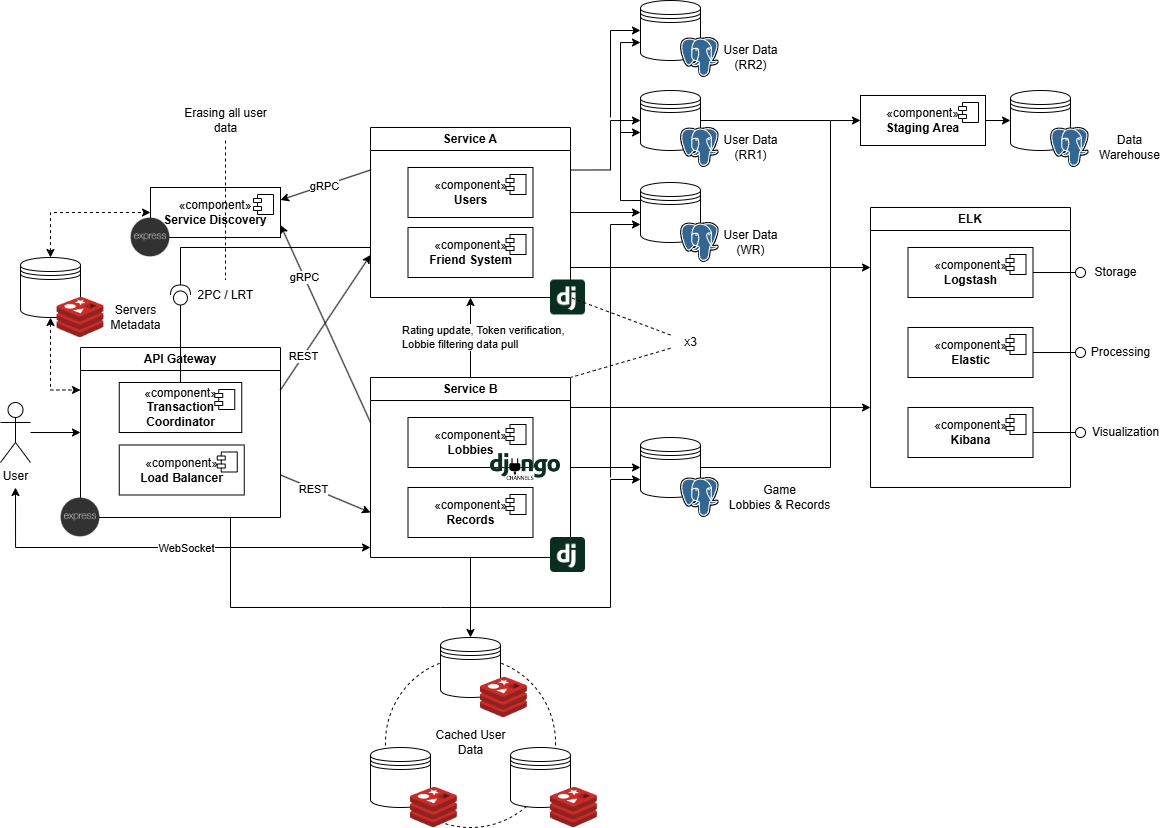 User Data
(RR2)
Erasing all user
data
«component»
Staging Area
Service A
User Data
(RR1)
Data
Warehouse
gRPC
«component»
Users
«component»
Service Discovery
express
ELK
«component»
Friend System
User Data
(WR)
gRPC
«component»
Logstash
Storage
2PC / LRT
dj
Servers
Metadata
Rating update, Token verification,
Lobbie filtering data pull
x3
REST
API Gateway
«component»
Elastic
Processing
Service B
«component»
Transaction
Coordinator
«component»
Lobbies
django
CHANNELS
«component»
Kibana
Visualization
User
«component»
Load Balancer
REST
Game
Lobbies & Records
«component»
Records
express
WebSocket
dj
Cached User
Data